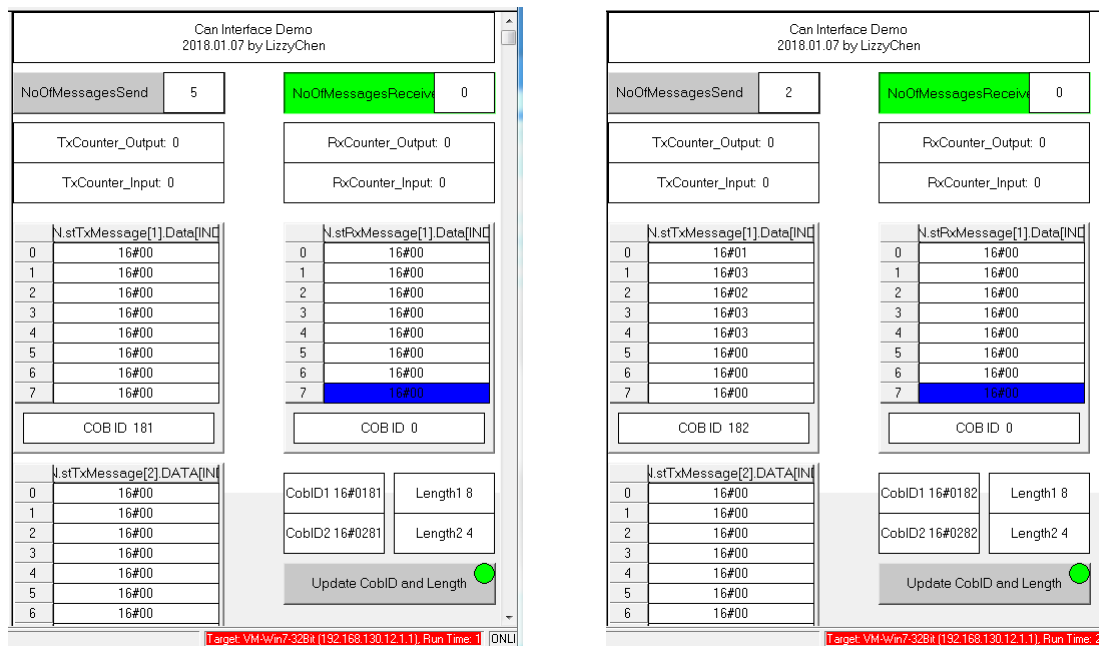 Can Interface Demo
2018.01.07 by LizzyChen
NoOfMessagesSend 5
NoOfMessagesReceive 0
TxCounter_Output: 0
TxCounter_Input: 0
RxCounter_Output: 0
RxCounter_Input: 0
N.stTxMessage[1].Data[IND
0 16#00
1 16#00
2 16#00
3 16#00
4 16#00
5 16#00
6 16#00
7 16#00
COB ID 181
N.stRxMessage[1].Data[IND
0 16#00
1 16#00
2 16#00
3 16#00
4 16#00
5 16#00
6 16#00
7 16#00
COB ID 0
N.stTxMessage[2].DATA[IND
0 16#00
1 16#00
2 16#00
3 16#00
4 16#00
5 16#00
6 16#00
CobID1 16#0181 Length1 8
CobID2 16#0281 Length2 4
Update CobID and Length
Target: VM-Win7-32Bit (192.168.130.12.1.1), Run Time: 1 ONLI
Can Interface Demo
2018.01.07 by LizzyChen
NoOfMessagesSend 2
NoOfMessagesReceive 0
TxCounter_Output: 0
TxCounter_Input: 0
RxCounter_Output: 0
RxCounter_Input: 0
N.stTxMessage[1].Data[IND
0 16#01
1 16#03
2 16#02
3 16#03
4 16#03
5 16#00
6 16#00
7 16#00
COB ID 182
N.stRxMessage[1].Data[IND
0 16#00
1 16#00
2 16#00
3 16#00
4 16#00
5 16#00
6 16#00
7 16#00
COB ID 0
N.stTxMessage[2].DATA[IND
0 16#00
1 16#00
2 16#00
3 16#00
4 16#00
5 16#00
6 16#00
CobID1 16#0182 Length1 8
CobID2 16#0282 Length2 4
Update CobID and Length
Target: VM-Win7-32Bit (192.168.130.12.1.1), Run Time: 2